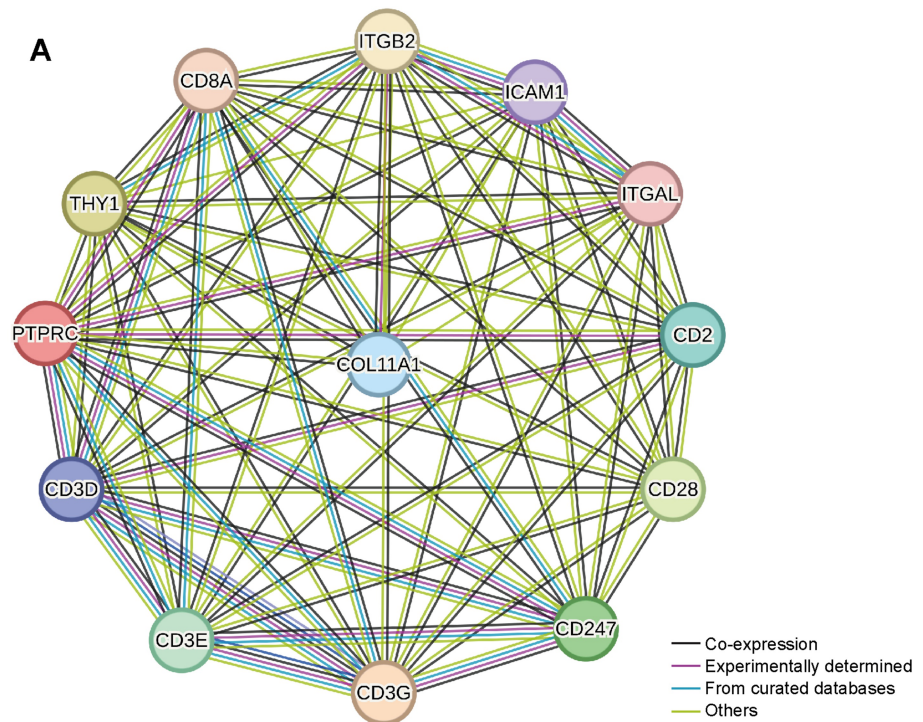 A
ITGB2
CD8A
ICAM1
ITGAL
THY1
PTPRC
CD2
COL11A1
CD3D
CD28
CD3E
CD247
CD3G
Co-expression
Experimentally determined
From curated databases
Others